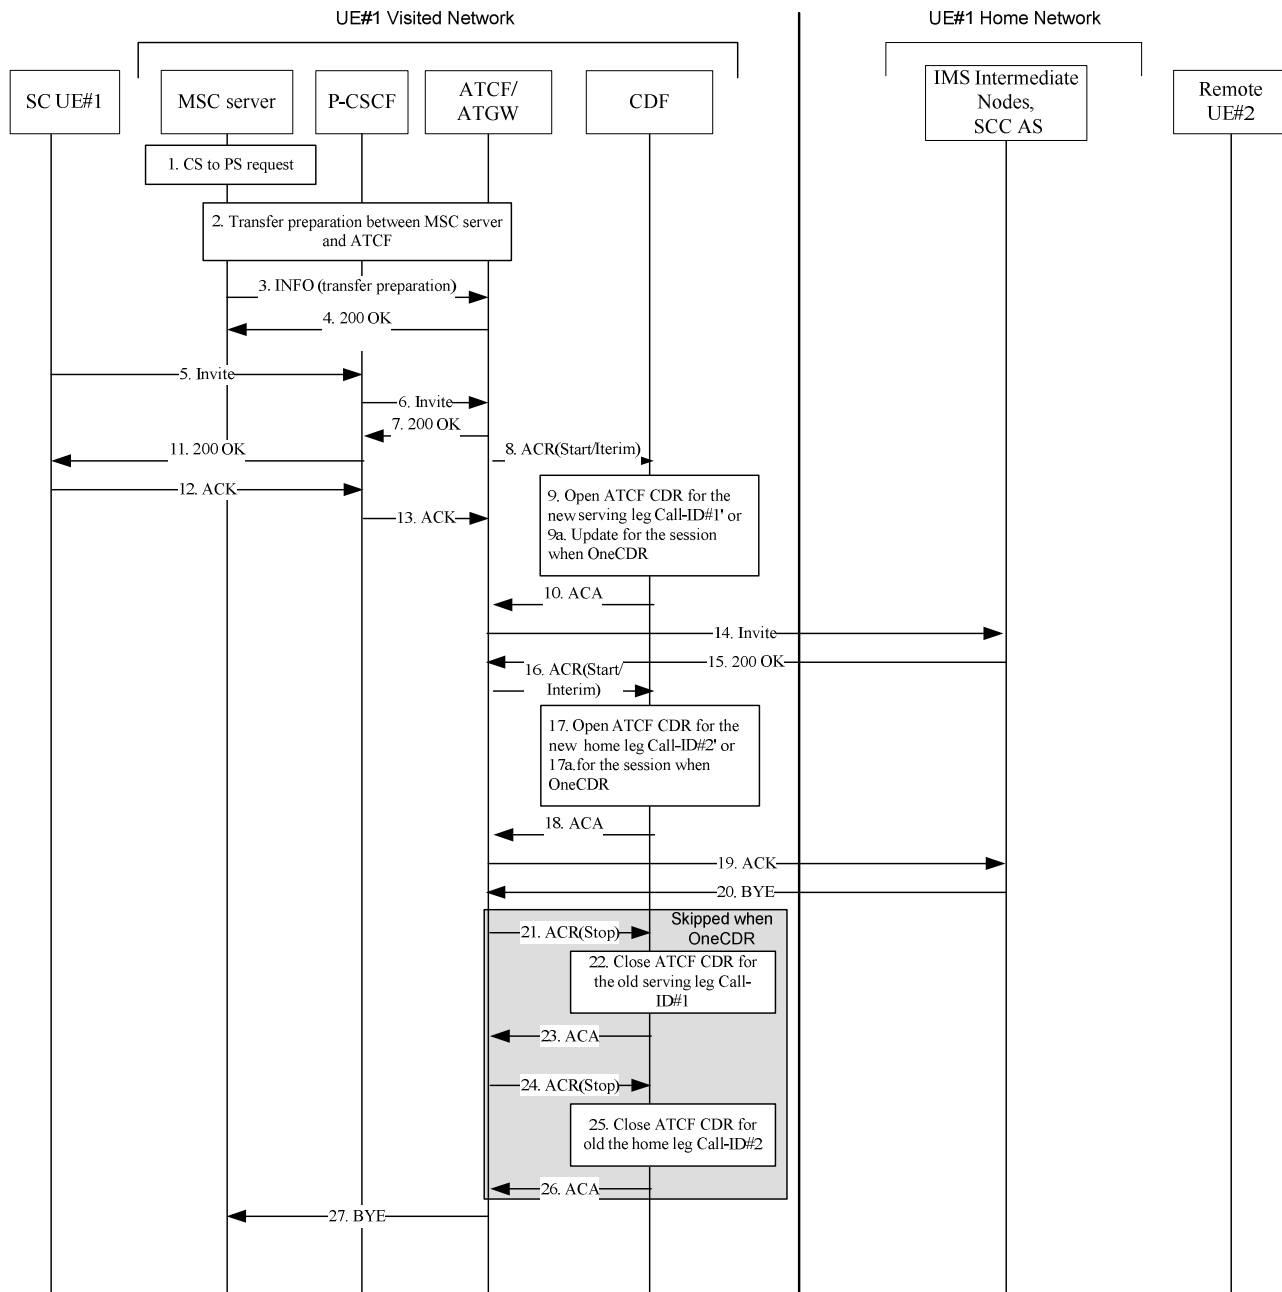 UE#1 Visited Network
UE#1 Home Network
SC UE#1
MSC server
P-CSCF
ATCF/
ATGW
CDF
IMS Intermediate
Nodes,
SCC AS
Remote
UE#2
1. CS to PS request
2. Transfer preparation between MSC server
and ATCF
3. INFO (transfer preparation)
4. 200 OK
5. Invite
6. Invite
7. 200 OK
11. 200 OK
8. ACR(Start/Iterim)
12. ACK
9. Open ATCF CDR for the
new serving leg Call-ID#1' or
9a. Update for the session
when OneCDR
13. ACK
10. ACA
14. Invite
15. 200 OK
16. ACR(Start/
Interim)
17. Open ATCF CDR for the
new home leg Call-ID#2' or
17a.for the session when
OneCDR
18. ACA
19. ACK
20. BYE
Skipped when
OneCDR
21. ACR(Stop)
22. Close ATCF CDR for
the old serving leg Call-
ID#1
23. ACA
24. ACR(Stop)
25. Close ATCF CDR for
old the home leg Call-ID#2
26. ACA
27. BYE